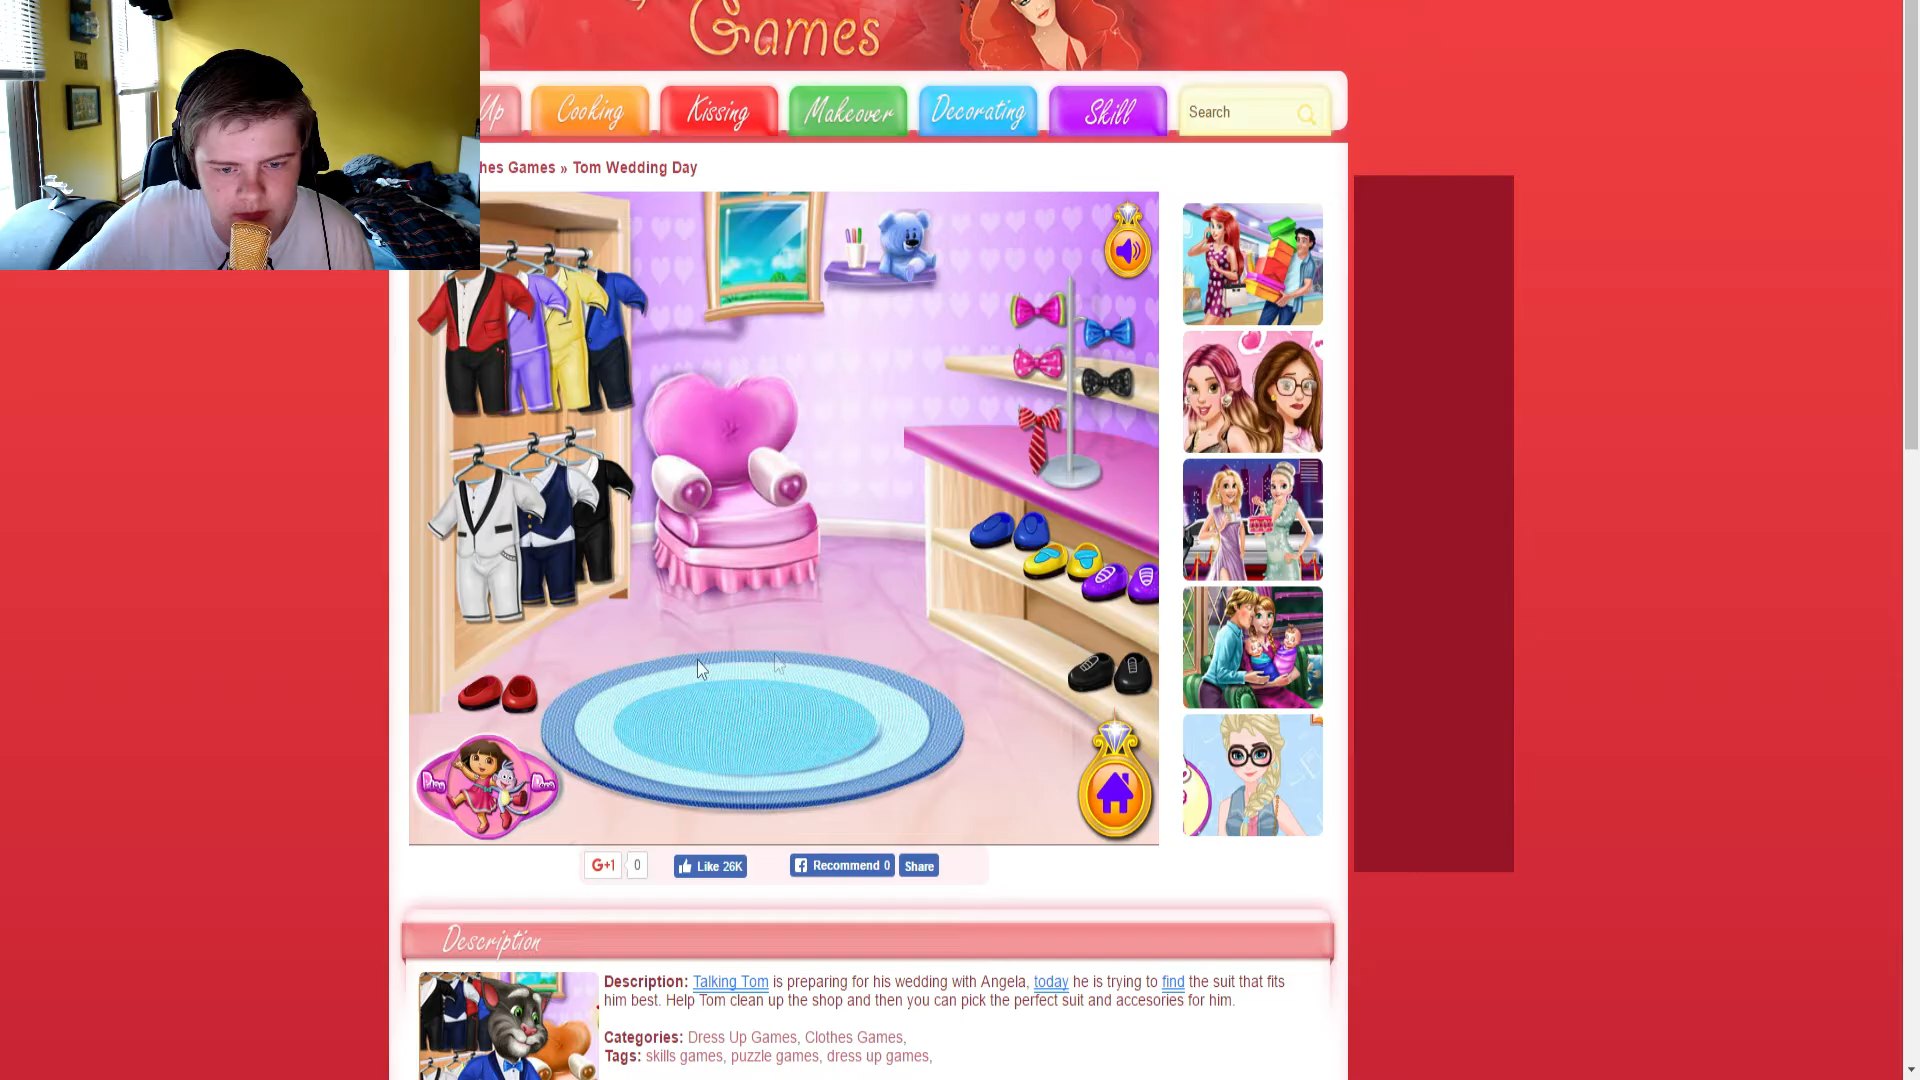 Games
Up
Cooking
Kissing
Makeover
Decorating
Skill
Search
hes Games » Tom Wedding Day
G+1
0
Like 26K
Recommend 0
Share
Description
Description: Talking Tom is preparing for his wedding with Angela, today he is trying to find the suit that fits
him best. Help Tom clean up the shop and then you can pick the perfect suit and accesories for him.
Categories: Dress Up Games, Clothes Games,
Tags: skills games, puzzle games, dress up games,